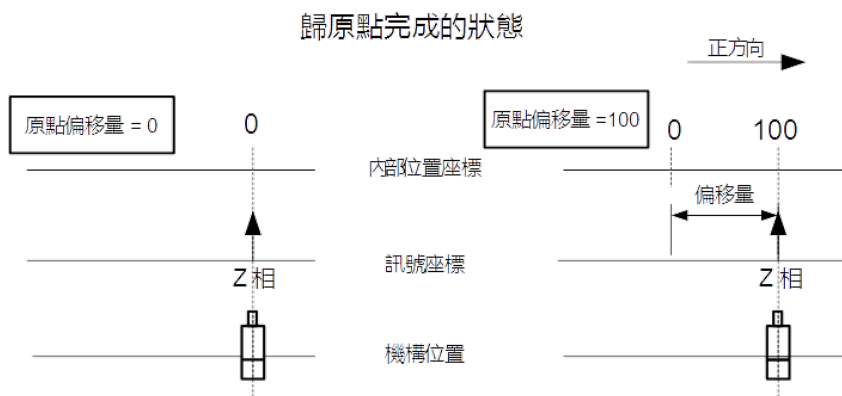 歸原點完成的狀態
正方向
原點偏移量 = 0
0
原點偏移量 =100
0
100
內部位置座標
偏移量
Z 相
訊號座標
Z 相
機構位置